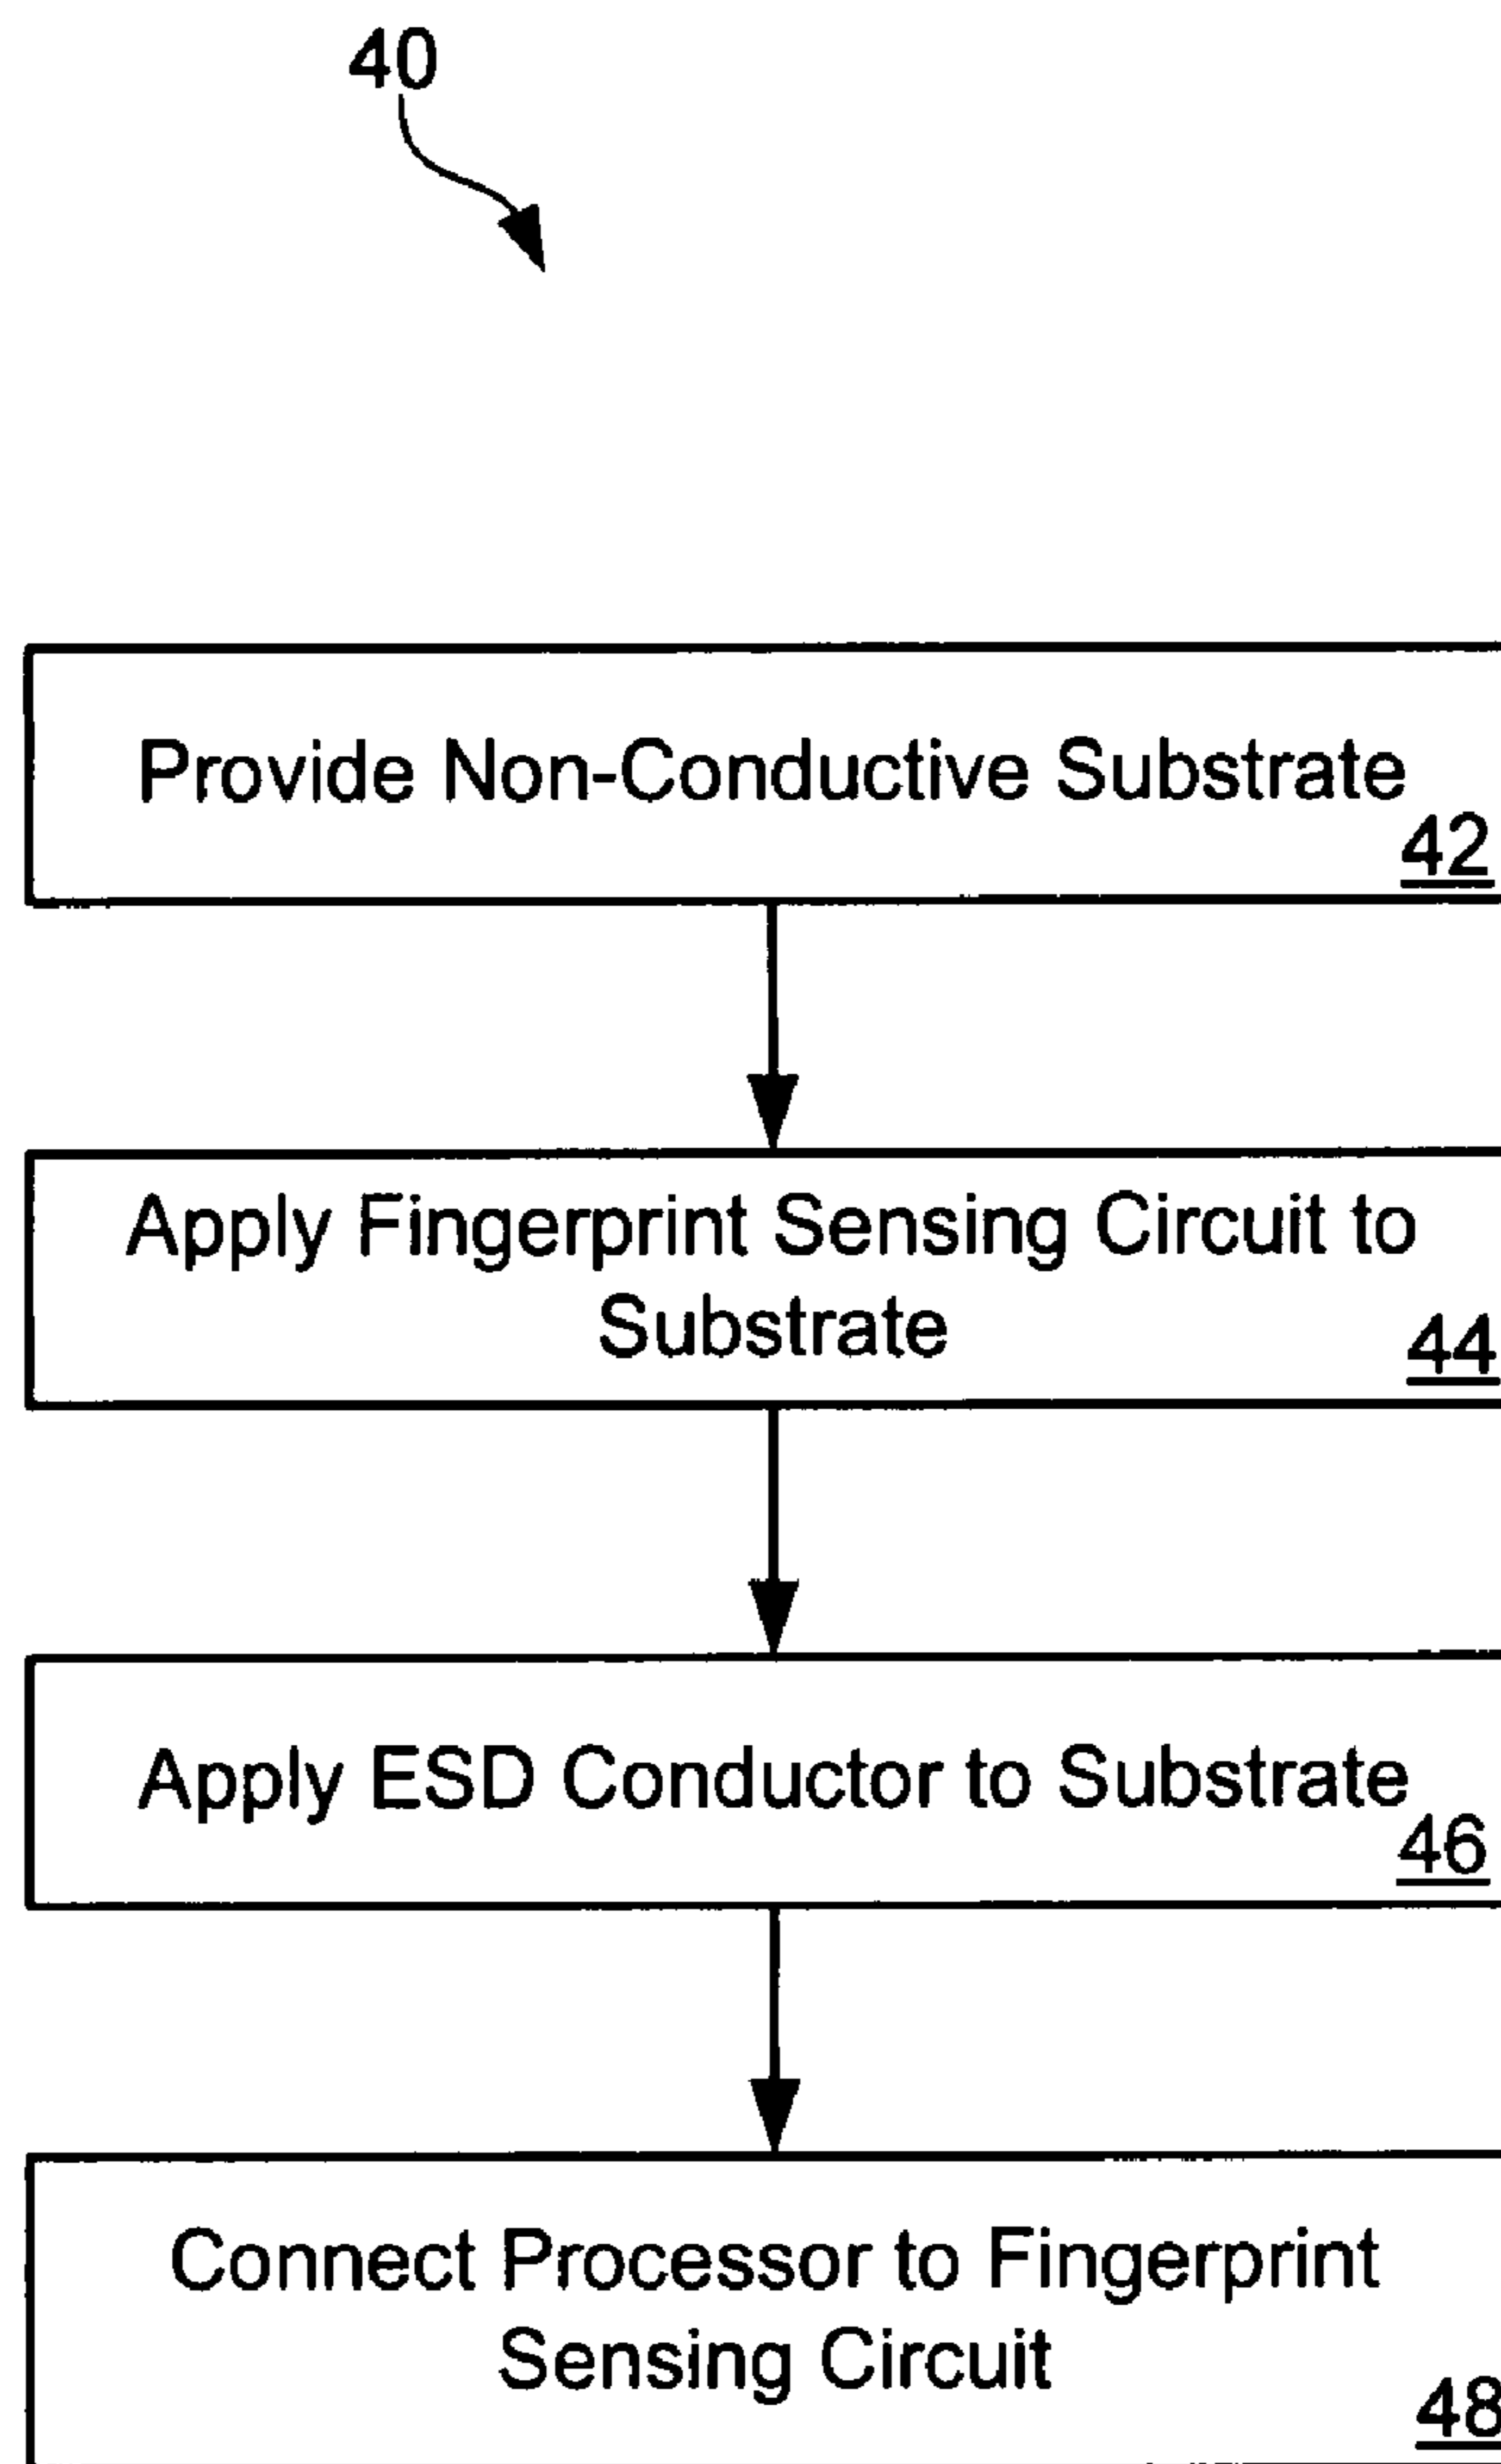 40
Provide Non-Conductive Substrate
42
Apply Fingerprint Sensing Circuit to
Substrate
44
Apply ESD Conductor to Substrate
46
Connect Processor to Fingerprint
Sensing Circuit
48